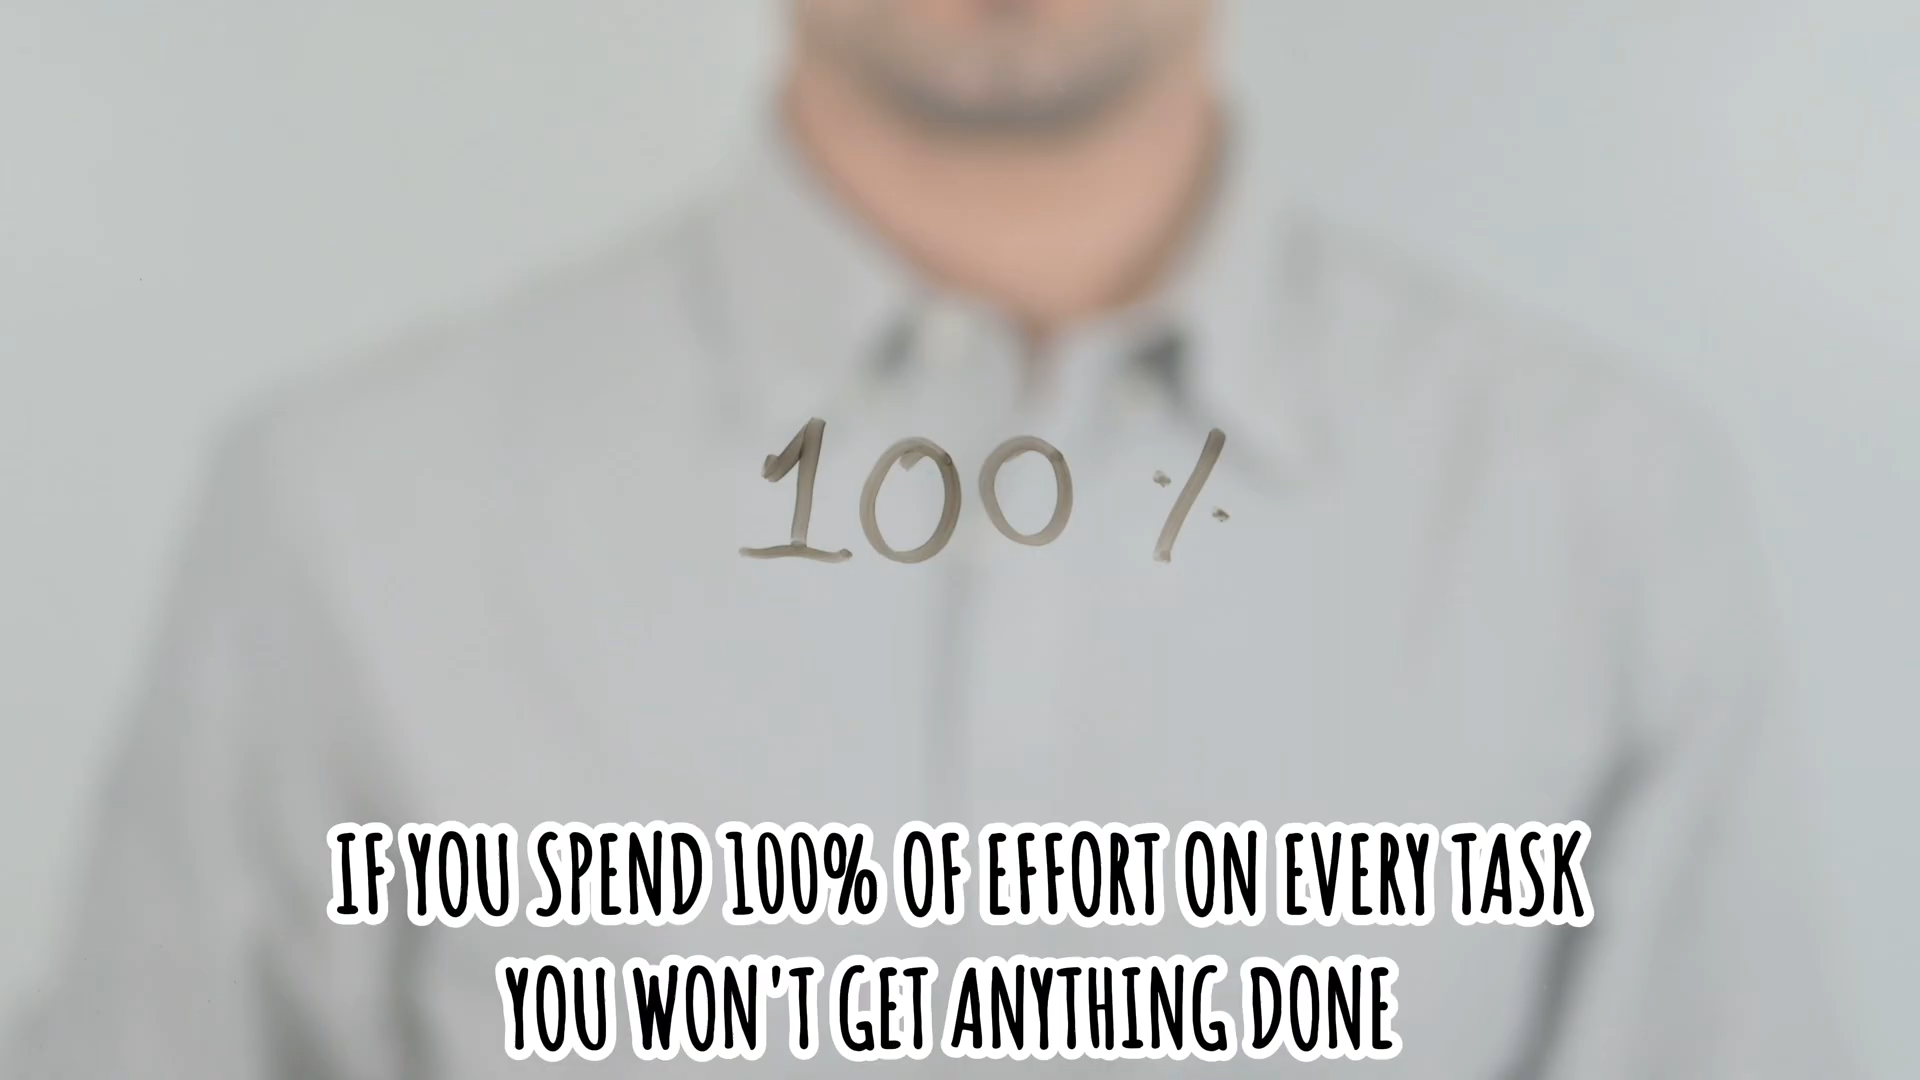 100 %
IF YOU SPEND 100% OF EFFORT ON EVERY TASK
YOU WON'T GET ANYTHING DONE